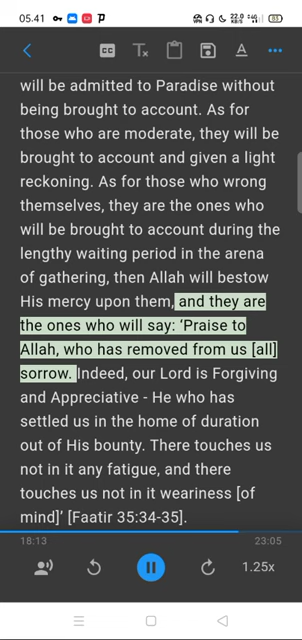 05.41
22.0 KB/S
81
CC
will be admitted to Paradise without
being brought to account. As for
those who are moderate, they will be
brought to account and given a light
reckoning. As for those who wrong
themselves, they are the ones who
will be brought to account during the
lengthy waiting period in the arena
of gathering, then Allah will bestow
His mercy upon them, and they are
the ones who will say: ‘Praise to
Allah, who has removed from us [all]
sorrow. Indeed, our Lord is Forgiving
and Appreciative - He who has
settled us in the home of duration
out of His bounty. There touches us
not in it any fatigue, and there
touches us not in it weariness [of
mind]’ [Faatir 35:34-35].
18:13 23:05
1.25x